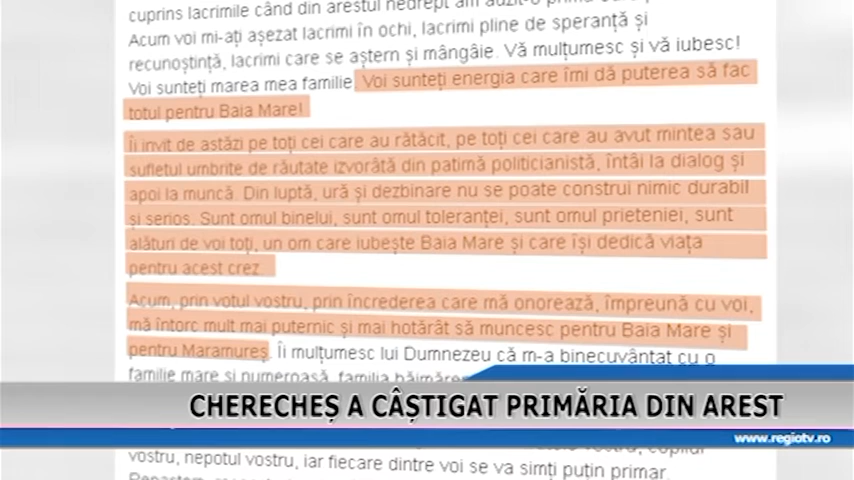 cuprins lacrimile când din arestul nedrept am auzit-o
Acum voi mi-ați așezat lacrimi în ochi, lacrimi pline de speranță și
recunoștință, lacrimi care se aștern și mângâie. Vă mulțumesc și vă iubesc!
Voi sunteți marea mea familie. Voi sunteți energia care îmi dă puterea să fac
totul pentru Baia Mare!
Îi invit de astăzi pe toți cei care au rătăcit, pe toți cei care au avut mintea sau
sufletul umbrite de răutate izvorâtă din patimă politicianistă, întâi la dialog și
apoi la muncă. Din luptă, ură și dezbinare nu se poate construi nimic durabil
și serios. Sunt omul binelui, sunt omul toleranței, sunt omul prieteniei, sunt
alături de voi toți, un om care iubește Baia Mare și care își dedică viața
pentru acest crez.
Acum, prin votul vostru, prin încrederea care mă onorează, împreună cu voi,
mă întorc mult mai puternic și mai hotărât să muncesc pentru Baia Mare și
pentru Maramureș. Îi mulțumesc lui Dumnezeu că m-a binecuvântat cu o
familie mare și numeroasă, familia
CHERECHEȘ A CÂȘTIGAT PRIMĂRIA DIN AREST
www.regiotv.ro
vostru, nepotul vostru, iar fiecare dintre voi se va simți puțin primar.